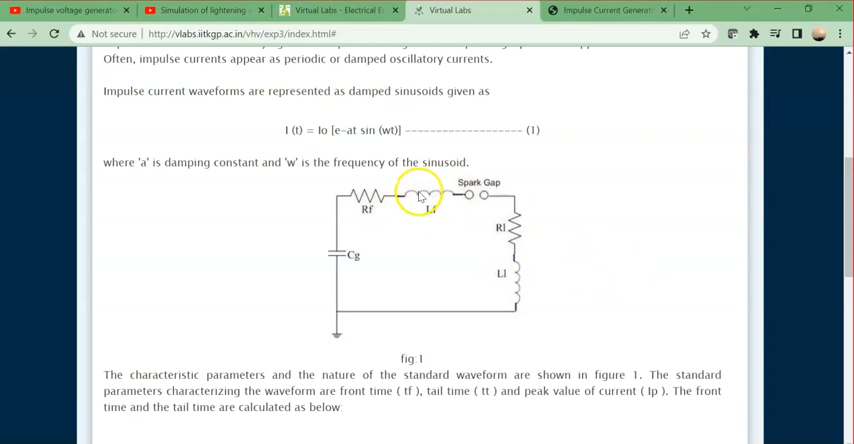 Impulse voltage generato
Simulation of lightening
Virtual Labs - Electrical E
Virtual Labs
Impulse Current Generati
Not secure
http://vlabs.iitkgp.ac.in/vhv/exp3/index.html#
Often, impulse currents appear as periodic or damped oscillatory currents.
Impulse current waveforms are represented as damped sinusoids given as
I (t) = Io [e-at sin (wt)] -------------------- (1)
where 'a' is damping constant and 'w' is the frequency of the sinusoid.
Spark Gap
Rf
Lf
Rl
Cg
Ll
fig:1
The characteristic parameters and the nature of the standard waveform are shown in figure 1. The standard
parameters characterizing the waveform are front time ( tf ), tail time ( tt ) and peak value of current ( Ip ). The front
time and the tail time are calculated as below: